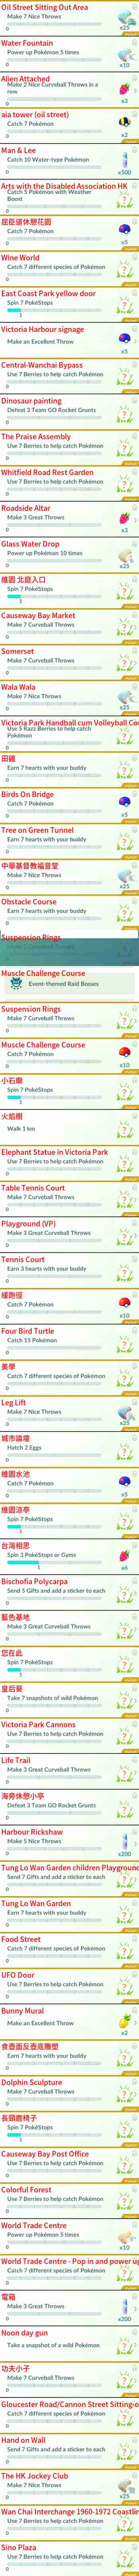 Oil Street Sitting Out Area
Make 7 Nice Throws
x25
0
Water Fountain
Power up Pokémon 5 times
x10
0
Alien Attached
Make 2 Nice Curveball Throws in a
row
x3
0
aia tower (oil street)
Catch 7 Pokémon
x2
0
Man & Lee
Catch 10 Water-type Pokémon
x500
0
Arts with the Disabled Association HK
Catch 5 Pokémon with Weather
Boost
0
屈臣道休憩花園
Catch 7 Pokémon
x5
0
Wine World
Catch 7 different species of Pokémon
0
East Coast Park yellow door
Spin 7 PokéStops
1
Victoria Harbour signage
Make an Excellent Throw
x5
0
Central-Wanchai Bypass
Use 7 Berries to help catch Pokémon
0
Dinosaur painting
Defeat 3 Team GO Rocket Grunts
0
The Praise Assembly
Use 7 Berries to help catch Pokémon
0
Whitfield Road Rest Garden
Use 7 Berries to help catch Pokémon
0
Roadside Altar
Make 3 Great Throws
x3
0
Glass Water Drop
Power up Pokémon 10 times
x25
0
維園 北庭入口
Spin 7 PokéStops
1
Causeway Bay Market
Make 7 Curveball Throws
0
Somerset
Make 7 Curveball Throws
0
Wala Wala
Make 7 Nice Throws
x25
0
Victoria Park Handball cum Volleyball Cou
Use 5 Razz Berries to help catch
Pokémon
0
田雞
Earn 7 hearts with your buddy
0
Birds On Bridge
Catch 7 Pokémon
x5
0
Tree on Green Tunnel
Earn 7 hearts with your buddy
0
中華基督教福音堂
Make 7 Nice Throws
x25
0
Obstacle Course
Earn 7 hearts with your buddy
0
Suspension Rings
0
Muscle Challenge Course
Event-themed Raid Bosses
Suspension Rings
Make 7 Curveball Throws
0
Muscle Challenge Course
Catch 7 Pokémon
x10
0
小石廟
Spin 7 PokéStops
1
火焰樹
Walk 1 km
0
Elephant Statue in Victoria Park
Use 7 Berries to help catch Pokémon
0
Table Tennis Court
Make 7 Curveball Throws
0
Playground (VP)
Make 3 Great Curveball Throws
0
Tennis Court
Earn 3 hearts with your buddy
0
緩跑徑
Catch 7 Pokémon
x10
0
Four Bird Turtle
Catch 15 Pokémon
0
美學
Catch 7 different species of Pokémon
0
Leg Lift
Make 7 Nice Throws
x25
0
城市論壇
Hatch 2 Eggs
0
維園水池
Catch 7 Pokémon
x5
0
維園涼亭
Spin 7 PokéStops
1
台灣相思
Spin 3 PokéStops or Gyms
x6
1
Bischofia Polycarpa
Send 5 Gifts and add a sticker to each
0
藍色基地
Make 3 Great Curveball Throws
0
您在此
Spin 7 PokéStops
1
皇后葵
Take 7 snapshots of wild Pokémon
0
Victoria Park Cannons
Use 7 Berries to help catch Pokémon
0
Life Trail
Make 3 Great Curveball Throws
0
海旁休憩小亭
Defeat 3 Team GO Rocket Grunts
0
Harbour Rickshaw
Make 5 Nice Throws
x200
0
Tung Lo Wan Garden children Playground
Send 7 Gifts and add a sticker to each
0
Tung Lo Wan Garden
Earn 7 hearts with your buddy
0
Food Street
Catch 7 different species of Pokémon
0
UFO Door
Use 7 Berries to help catch Pokémon
0
Bunny Mural
Make an Excellent Throw
x2
0
食壺面反壺底雕塑
Earn 7 hearts with your buddy
0
Dolphin Sculpture
Make 7 Curveball Throws
0
長頸鹿椅子
Spin 7 PokéStops
1
Causeway Bay Post Office
Use 7 Berries to help catch Pokémon
0
Colorful Forest
Use 7 Berries to help catch Pokémon
0
World Trade Centre
Power up Pokémon 5 times
x10
0
World Trade Centre - Pop in and power up
Catch 7 different species of Pokémon
0
電箱
Make 3 Great Throws
x200
0
Noon day gun
Take a snapshot of a wild Pokémon
功夫小子
Make 7 Curveball Throws
0
Gloucester Road/Cannon Street Sitting-o
Catch 7 different species of Pokémon
0
Hand on Wall
Send 7 Gifts and add a sticker to each
0
The HK Jockey Club
Make 7 Nice Throws
x25
0
Wan Chai Interchange 1960-1972 Coastlin
Use 7 Berries to help catch Pokémon
0
Sino Plaza
Use 7 Berries to help catch Pokémon
0